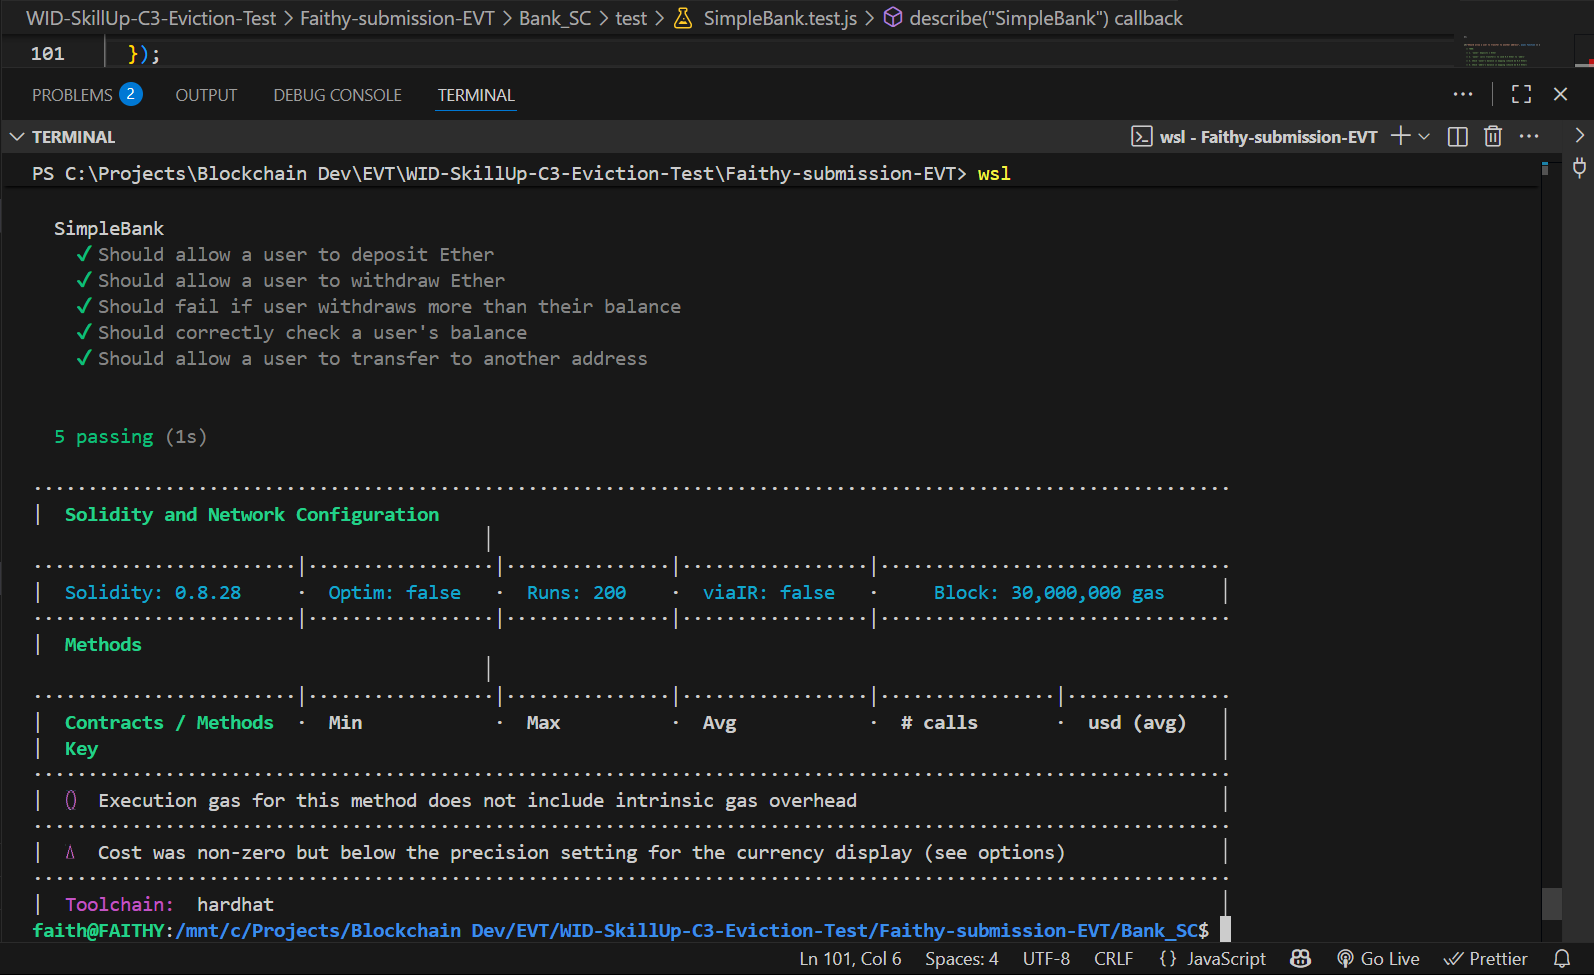 WID-SkillUp-C3-Eviction-Test > Faithy-submission-EVT > Bank_SC > test > SimpleBank.test.js > describe("SimpleBank") callback
101 });
PROBLEMS 2 OUTPUT DEBUG CONSOLE TERMINAL
TERMINAL wsl - Faithy-submission-EVT
PS C:\Projects\Blockchain Dev\EVT\WID-SkillUp-C3-Eviction-Test\Faithy-submission-EVT> wsl
SimpleBank
✓ Should allow a user to deposit Ether
✓ Should allow a user to withdraw Ether
✓ Should fail if user withdraws more than their balance
✓ Should correctly check a user's balance
✓ Should allow a user to transfer to another address
5 passing (1s)
| Solidity and Network Configuration
|
| Solidity: 0.8.28 · Optim: false · Runs: 200 · viaIR: false · Block: 30,000,000 gas |
| Methods
|
| Contracts / Methods · Min · Max · Avg · # calls · usd (avg) |
| Key |
| () Execution gas for this method does not include intrinsic gas overhead |
| Δ Cost was non-zero but below the precision setting for the currency display (see options) |
| Toolchain: hardhat |
faith@FAITHY:/mnt/c/Projects/Blockchain Dev/EVT/WID-SkillUp-C3-Eviction-Test/Faithy-submission-EVT/Bank_SC$
Ln 101, Col 6 Spaces: 4 UTF-8 CRLF {} JavaScript Go Live Prettier